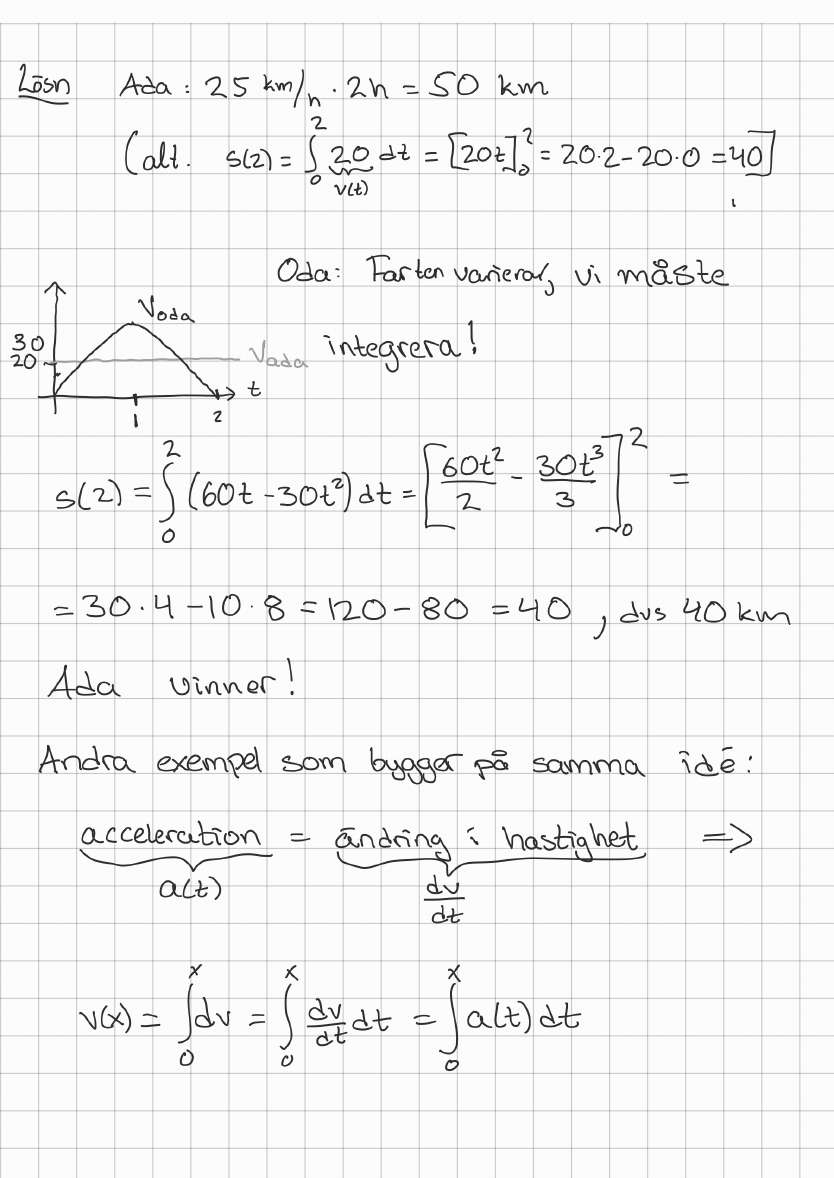 Lösn Ada: 25 km/h · 2h = 50 km
(alt. s(2) = ∫₀² 20 dt = [20t]₀² = 20·2 - 20·0 = 40]
v(t)
Oda: Farten varierar, vi måste
integrera!
V_oda
30
20
V_ada
t
1
2
s(2) = ∫₀² (60t - 30t²) dt = [60t²/2 - 30t³/3]₀² =
= 30 · 4 - 10 · 8 = 120 - 80 = 40, dvs 40 km
Ada vinner!
Andra exempel som bygger på samma idé:
acceleration = ändring i hastighet =>
a(t) dv/dt
v(x) = ∫₀ˣ dv = ∫₀ˣ dv/dt dt = ∫₀ˣ a(t) dt